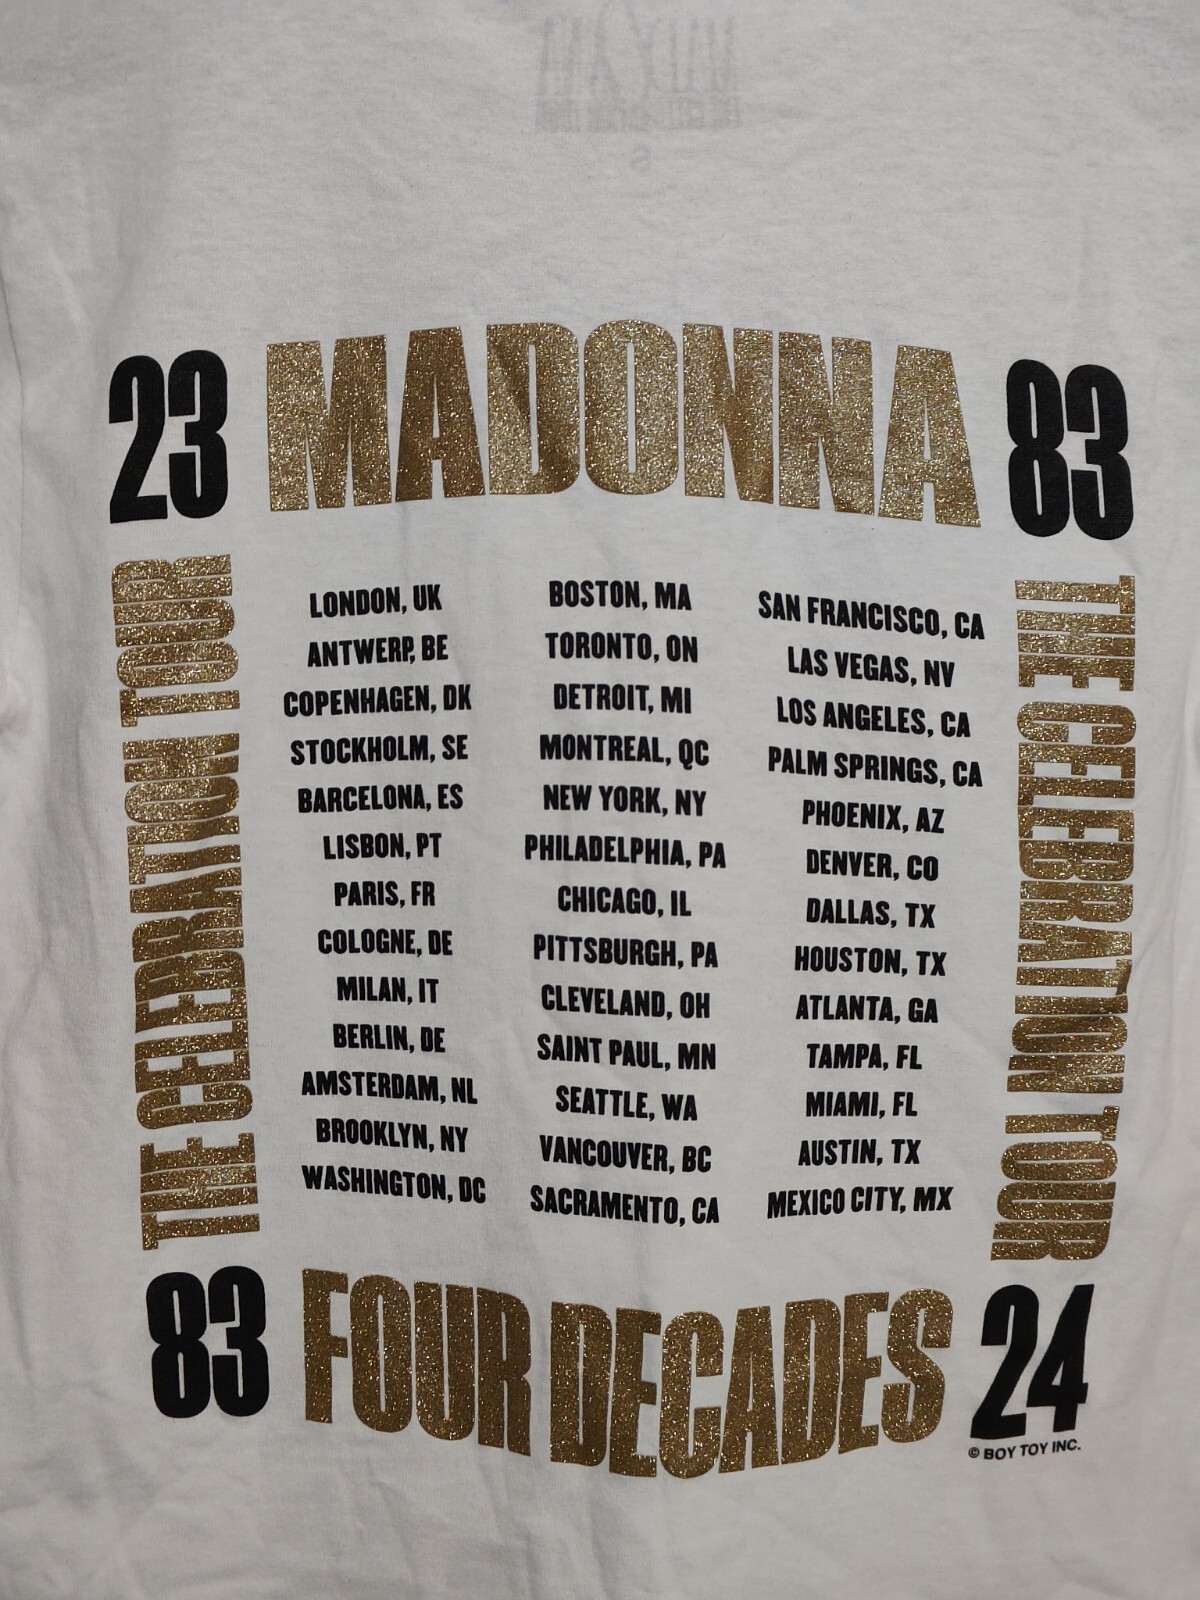 S
23 MADONNA 83
THE CELEBRATION TOUR
LONDON, UK
ANTWERP, BE
COPENHAGEN, DK
STOCKHOLM, SE
BARCELONA, ES
LISBON, PT
PARIS, FR
COLOGNE, DE
MILAN, IT
BERLIN, DE
AMSTERDAM, NL
BROOKLYN, NY
WASHINGTON, DC
BOSTON, MA
TORONTO, ON
DETROIT, MI
MONTREAL, QC
NEW YORK, NY
PHILADELPHIA, PA
CHICAGO, IL
PITTSBURGH, PA
CLEVELAND, OH
SAINT PAUL, MN
SEATTLE, WA
VANCOUVER, BC
SACRAMENTO, CA
SAN FRANCISCO, CA
LAS VEGAS, NV
LOS ANGELES, CA
PALM SPRINGS, CA
PHOENIX, AZ
DENVER, CO
DALLAS, TX
HOUSTON, TX
ATLANTA, GA
TAMPA, FL
MIAMI, FL
AUSTIN, TX
MEXICO CITY, MX
THE CELEBRATION TOUR
83 FOUR DECADES 24
© BOY TOY INC.